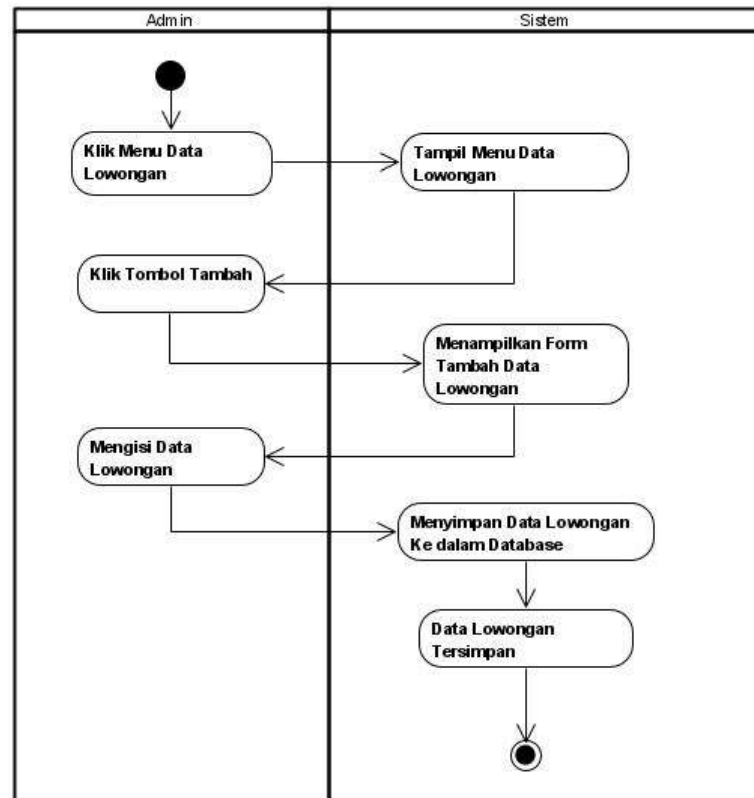 Admin
Sistem
Klik Menu Data
Lowongan
Tampil Menu Data
Lowongan
Klik Tombol Tambah
Menampilkan Form
Tambah Data
Lowongan
Mengisi Data
Lowongan
Menyimpan Data Lowongan
Ke dalam Database
Data Lowongan
Tersimpan